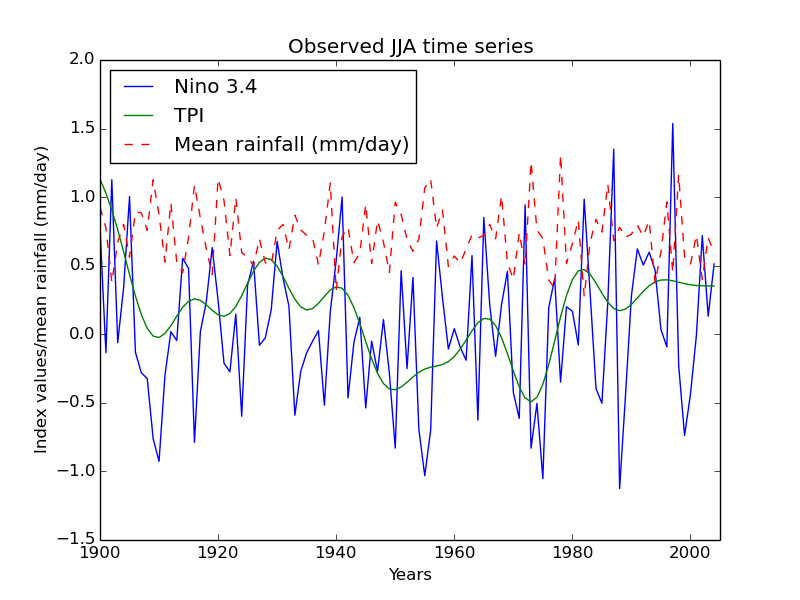 Observed JJA time series
Nino 3.4
TPI
Mean rainfall (mm/day)
Index values/mean rainfall (mm/day)
2.0
1.5
1.0
0.5
0.0
−0.5
−1.0
−1.5
1900 1920 1940 1960 1980 2000
Years